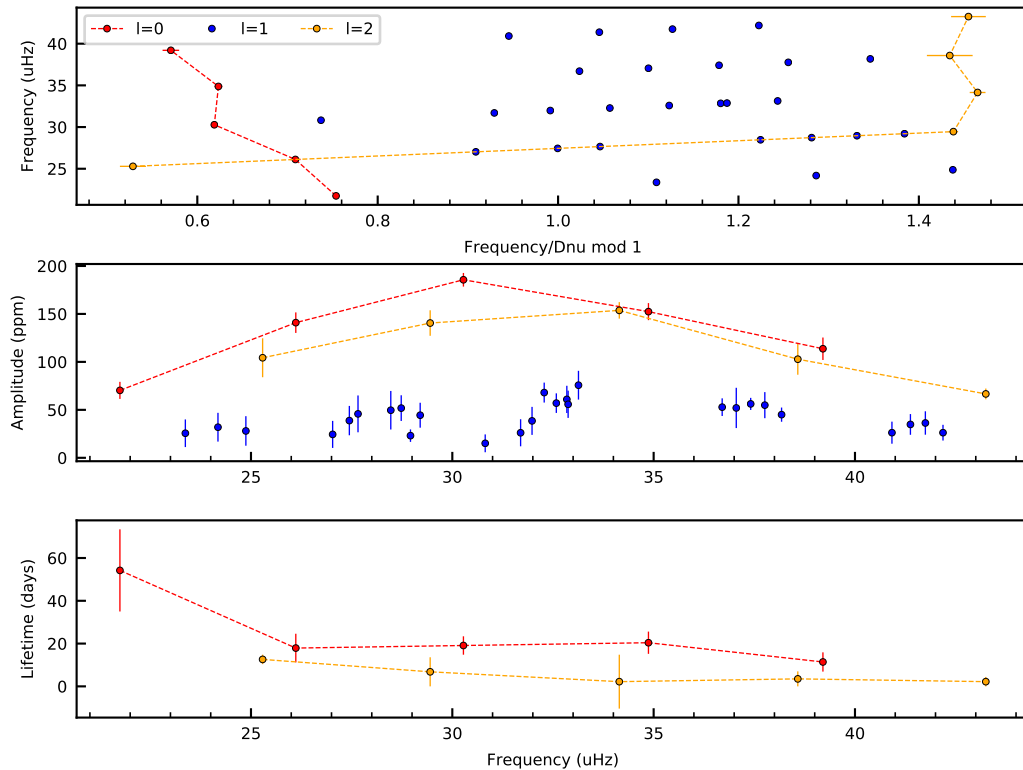 l=0 l=1 l=2
Frequency (uHz)
40
35
30
25
0.6 0.8 1.0 1.2 1.4
Frequency/Dnu mod 1
Amplitude (ppm)
200
150
100
50
0
25 30 35 40
Lifetime (days)
60
40
20
0
25 30 35 40
Frequency (uHz)